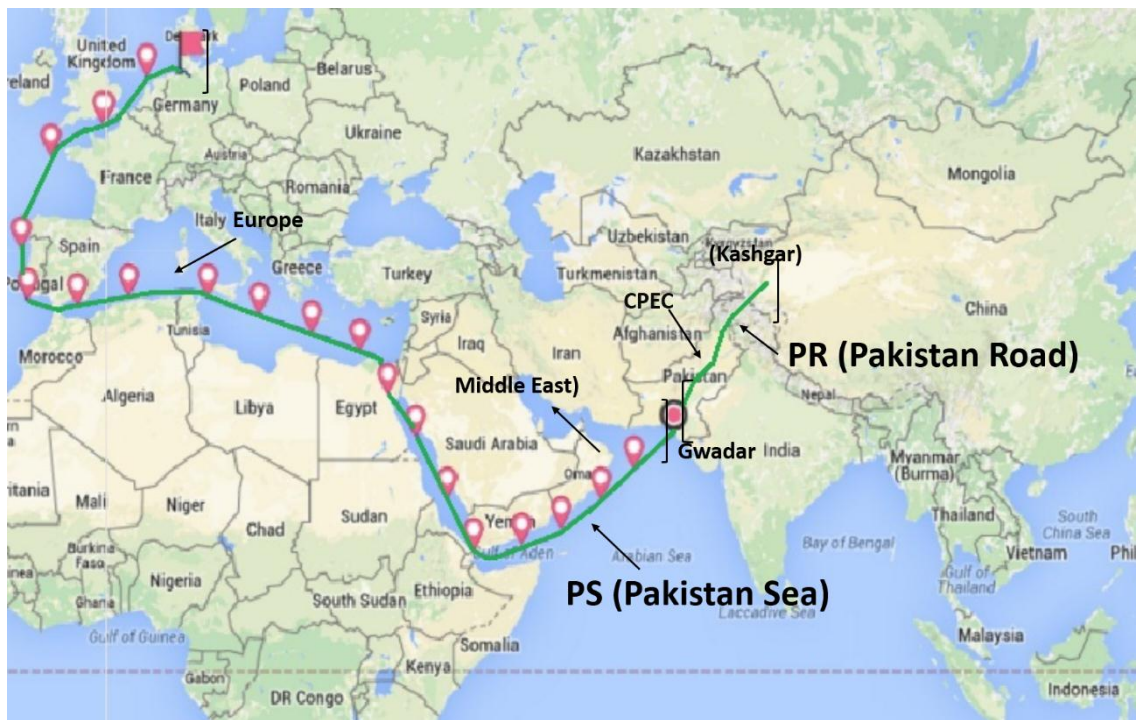 United
Kingdom
Denmark
Ireland
Belarus
Poland
Germany
Ukraine
Kazakhstan
Austria
Mongolia
France
Romania
Italy
Europe
Uzbekistan
Kyrgyzstan
(Kashgar)
Spain
Portugal
Greece
Turkey
Turkmenistan
China
CPEC
Tunisia
Syria
Afghanistan
Morocco
Iraq
Iran
PR (Pakistan Road)
Pakistan
Middle East)
Nepal
Algeria
Libya
Egypt
Saudi Arabia
Gwadar
India
Oman
Myanmar
(Burma)
Mali
Niger
Yemen
Thailand
South
China Sea
Chad
Sudan
Gulf of Aden
Arabian Sea
Bay of Bengal
Vietnam
Phil
Burkina
Faso
Nigeria
Gulf of
Thailand
Ethiopia
PS (Pakistan Sea)
Ghana
South Sudan
Laccadive Sea
Gulf of Guinea
Somalia
Malaysia
Gabon
Kenya
DR Congo
Indonesia